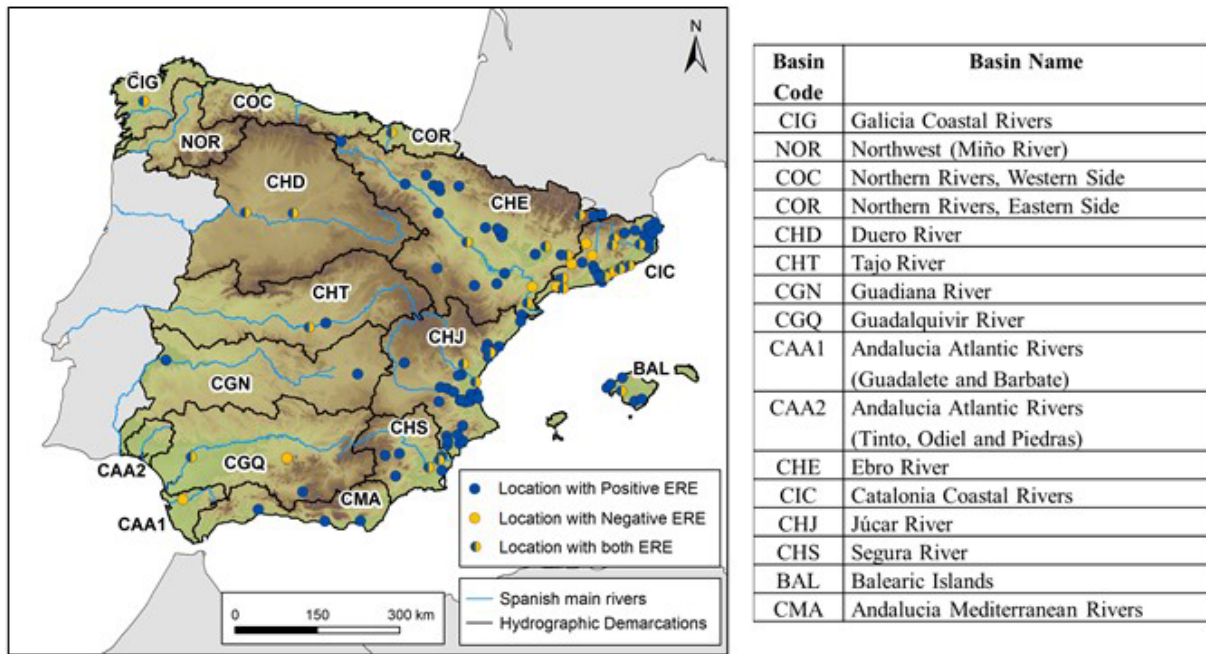 N
CIG
COC
COR
NOR
CHD
CHE
CIC
CHT
CHJ
BAL
CGN
CHS
CAA2
CGQ
CMA
CAA1
Location with Positive ERE
Location with Negative ERE
Location with both ERE
Spanish main rivers
Hydrographic Demarcations
0 150 300 km
Basin Code Basin Name
CIG Galicia Coastal Rivers
NOR Northwest (Miño River)
COC Northern Rivers, Western Side
COR Northern Rivers, Eastern Side
CHD Duero River
CHT Tajo River
CGN Guadiana River
CGQ Guadalquivir River
CAA1 Andalucia Atlantic Rivers
(Guadalete and Barbate)
CAA2 Andalucia Atlantic Rivers
(Tinto, Odiel and Piedras)
CHE Ebro River
CIC Catalonia Coastal Rivers
CHJ Júcar River
CHS Segura River
BAL Balearic Islands
CMA Andalucia Mediterranean Rivers